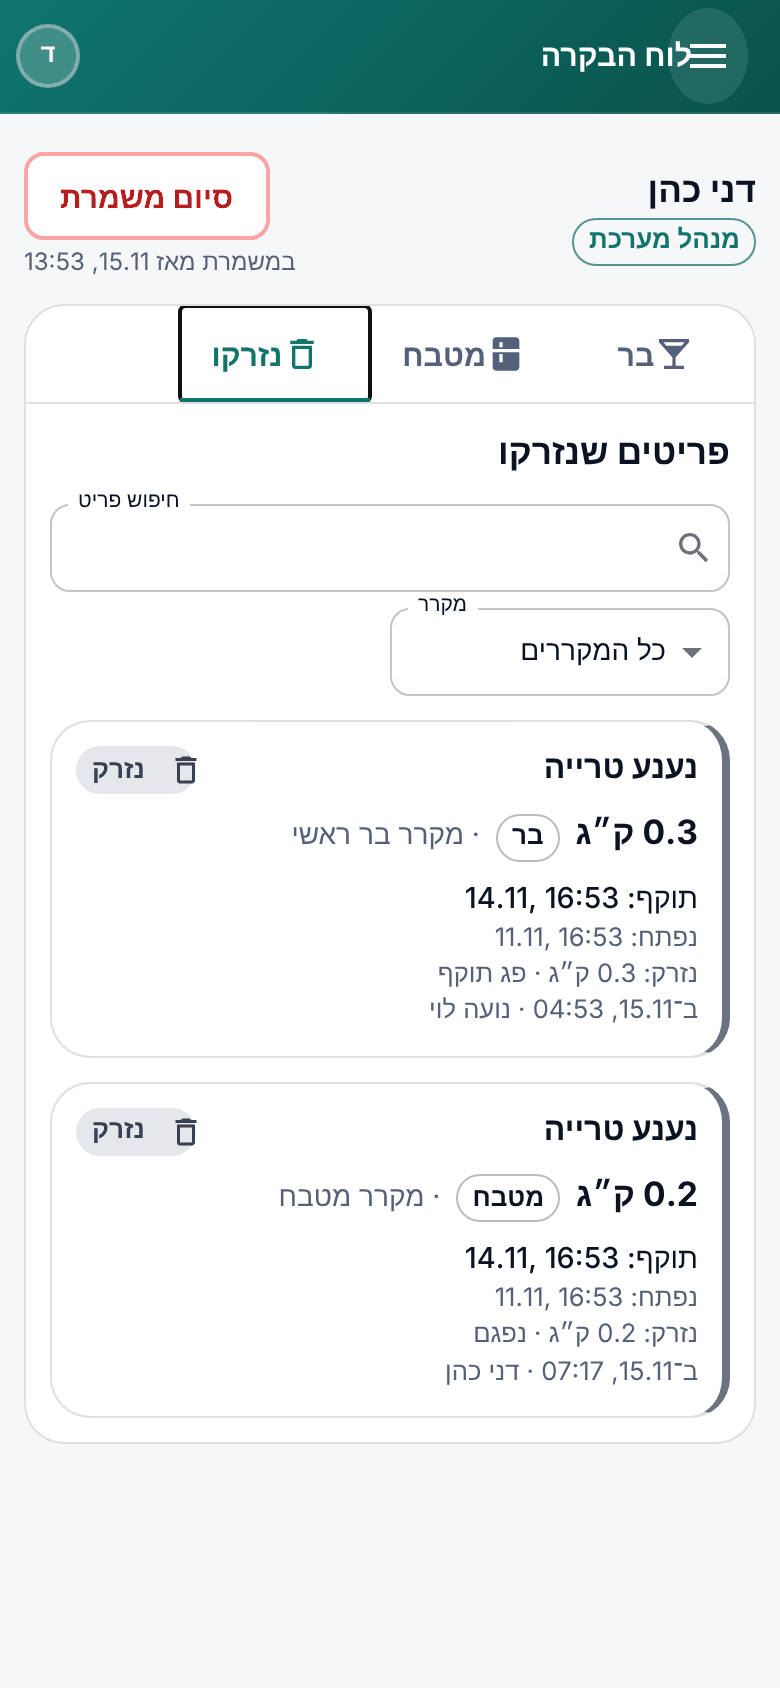 לוח הבקרה
ד
דני כהן
מנהל מערכת
סיום משמרת
במשמרת מאז 15.11, 13:53
בר
מטבח
נזרקו
פריטים שנזרקו
חיפוש פריט
מקרר
כל המקררים
נענע טרייה
נזרק
0.3 ק״ג בר · מקרר בר ראשי
תוקף: 14.11, 16:53
נפתח: 11.11, 16:53
נזרק: 0.3 ק״ג · פג תוקף
ב־15.11, 04:53 · נועה לוי
נענע טרייה
נזרק
0.2 ק״ג מטבח · מקרר מטבח
תוקף: 14.11, 16:53
נפתח: 11.11, 16:53
נזרק: 0.2 ק״ג · נפגם
ב־15.11, 07:17 · דני כהן